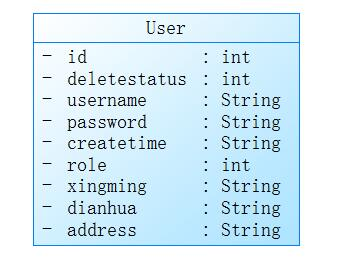 User
- id : int
- deletestatus : int
- username : String
- password : String
- createtime : String
- role : int
- xingming : String
- dianhua : String
- address : String